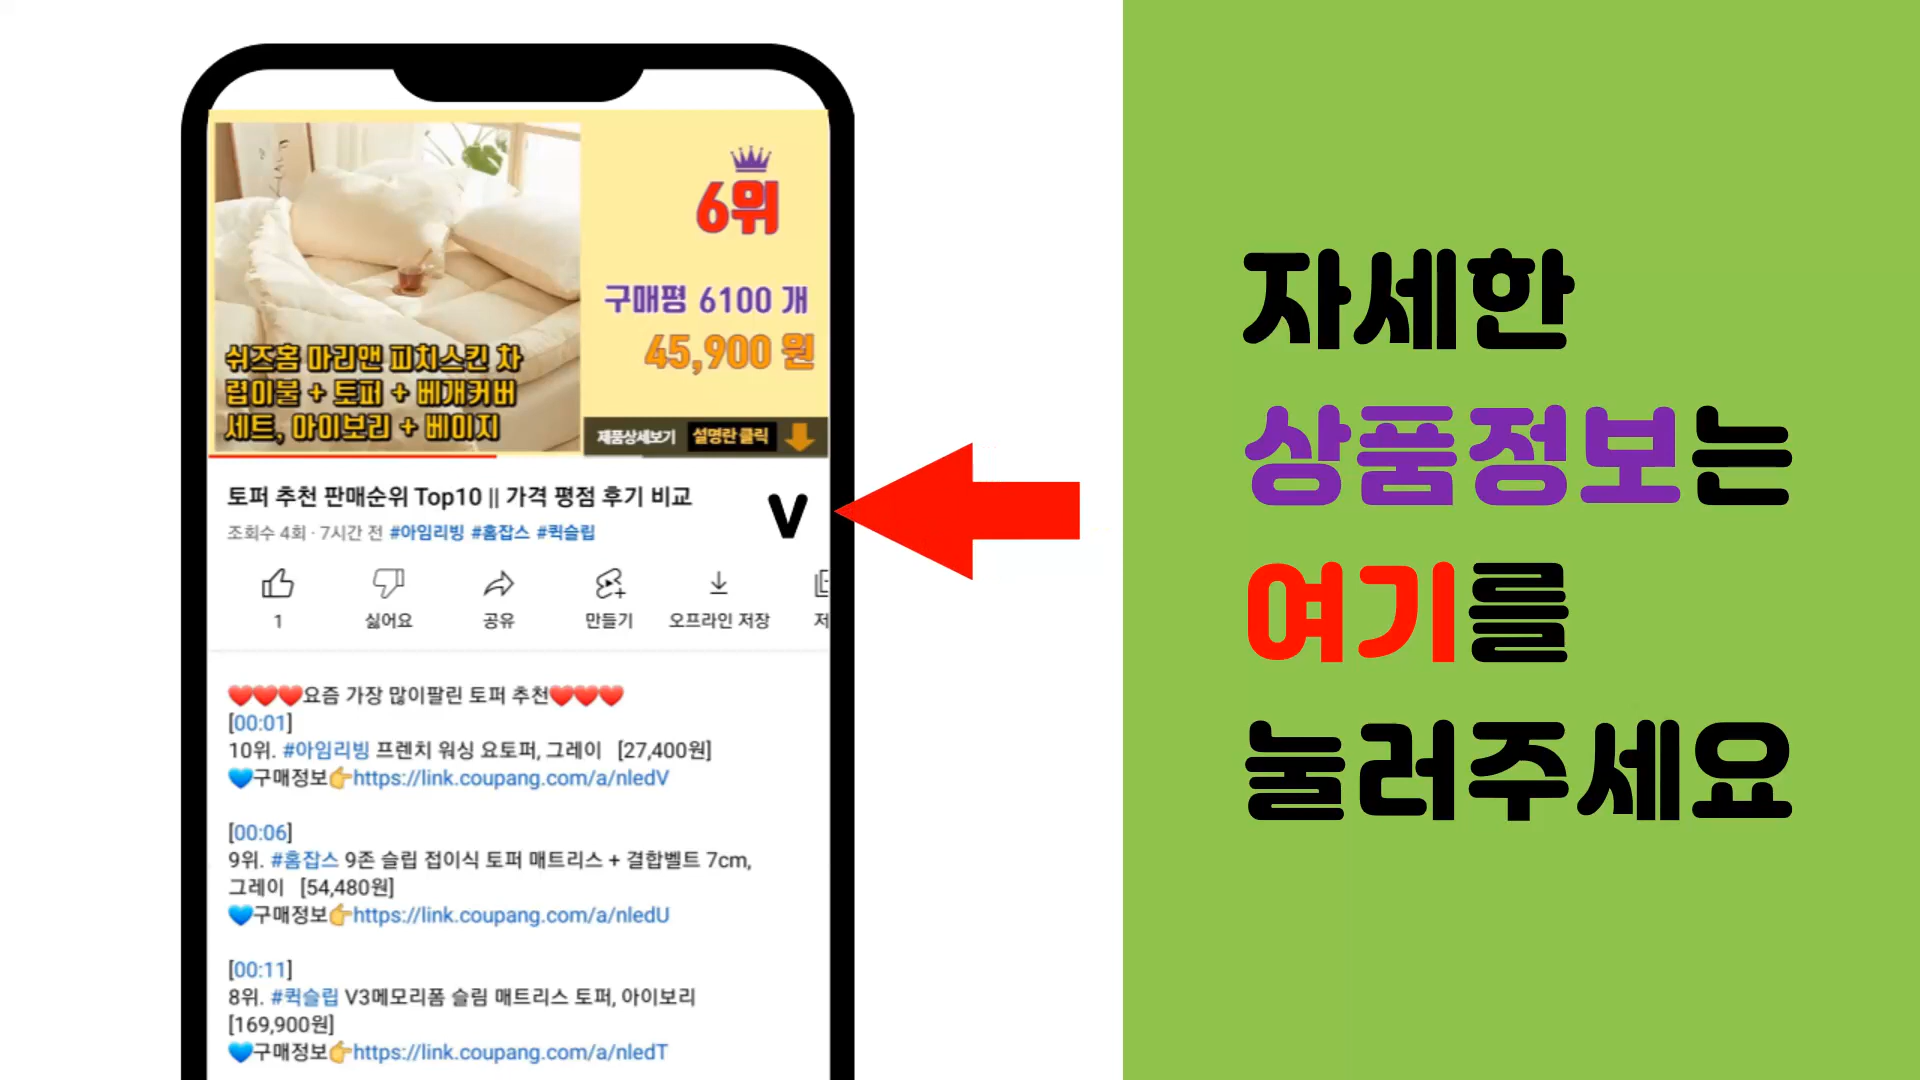 6위
구매평 6100 개
45,900 원
쉬즈홈 마리앤 피치스킨 차
렵이불 + 토퍼 + 베개커버
세트, 아이보리 + 베이지
제품상세보기 설명란 클릭
토퍼 추천 판매순위 Top10 || 가격 평점 후기 비교
V
조회수 4회 · 7시간 전 #아임리빙 #홈잡스 #퀵슬립
1 싫어요 공유 만들기 오프라인 저장 저
❤️❤️❤️요즘 가장 많이팔린 토퍼 추천❤️❤️❤️
[00:01]
10위. #아임리빙 프렌치 워싱 요토퍼, 그레이 [27,400원]
💙구매정보👉https://link.coupang.com/a/nledV
[00:06]
9위. #홈잡스 9존 슬립 접이식 토퍼 매트리스 + 결합벨트 7cm,
그레이 [54,480원]
💙구매정보👉https://link.coupang.com/a/nledU
[00:11]
8위. #퀵슬립 V3메모리폼 슬림 매트리스 토퍼, 아이보리
[169,900원]
💙구매정보👉https://link.coupang.com/a/nledT
자세한
상품정보는
여기를
눌러주세요